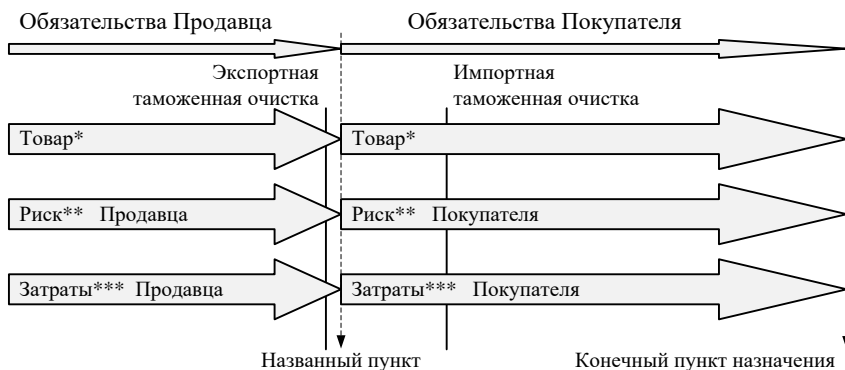 Обязательства Продавца
Обязательства Покупателя
Экспортная
таможенная очистка
Импортная
таможенная очистка
Товар*
Товар*
Риск** Продавца
Риск** Покупателя
Затраты*** Продавца
Затраты*** Покупателя
Названный пункт
Конечный пункт назначения